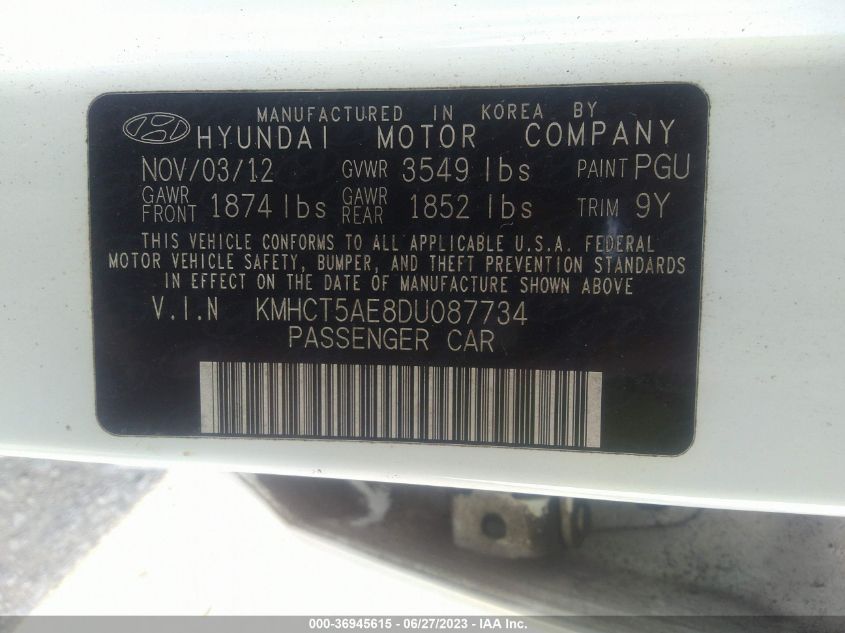 MANUFACTURED IN KOREA BY
HYUNDAI MOTOR COMPANY
NOV/03/12 GVWR 3549 lbs PAINT PGU
GAWR FRONT 1874 lbs GAWR REAR 1852 lbs TRIM 9Y
THIS VEHICLE CONFORMS TO ALL APPLICABLE U.S.A. FEDERAL
MOTOR VEHICLE SAFETY, BUMPER, AND THEFT PREVENTION STANDARDS
IN EFFECT ON THE DATE OF MANUFACTURE SHOWN ABOVE
V.I.N KMHCT5AE8DU087734
PASSENGER CAR
000-36945615 - 06/27/2023 - IAA Inc.